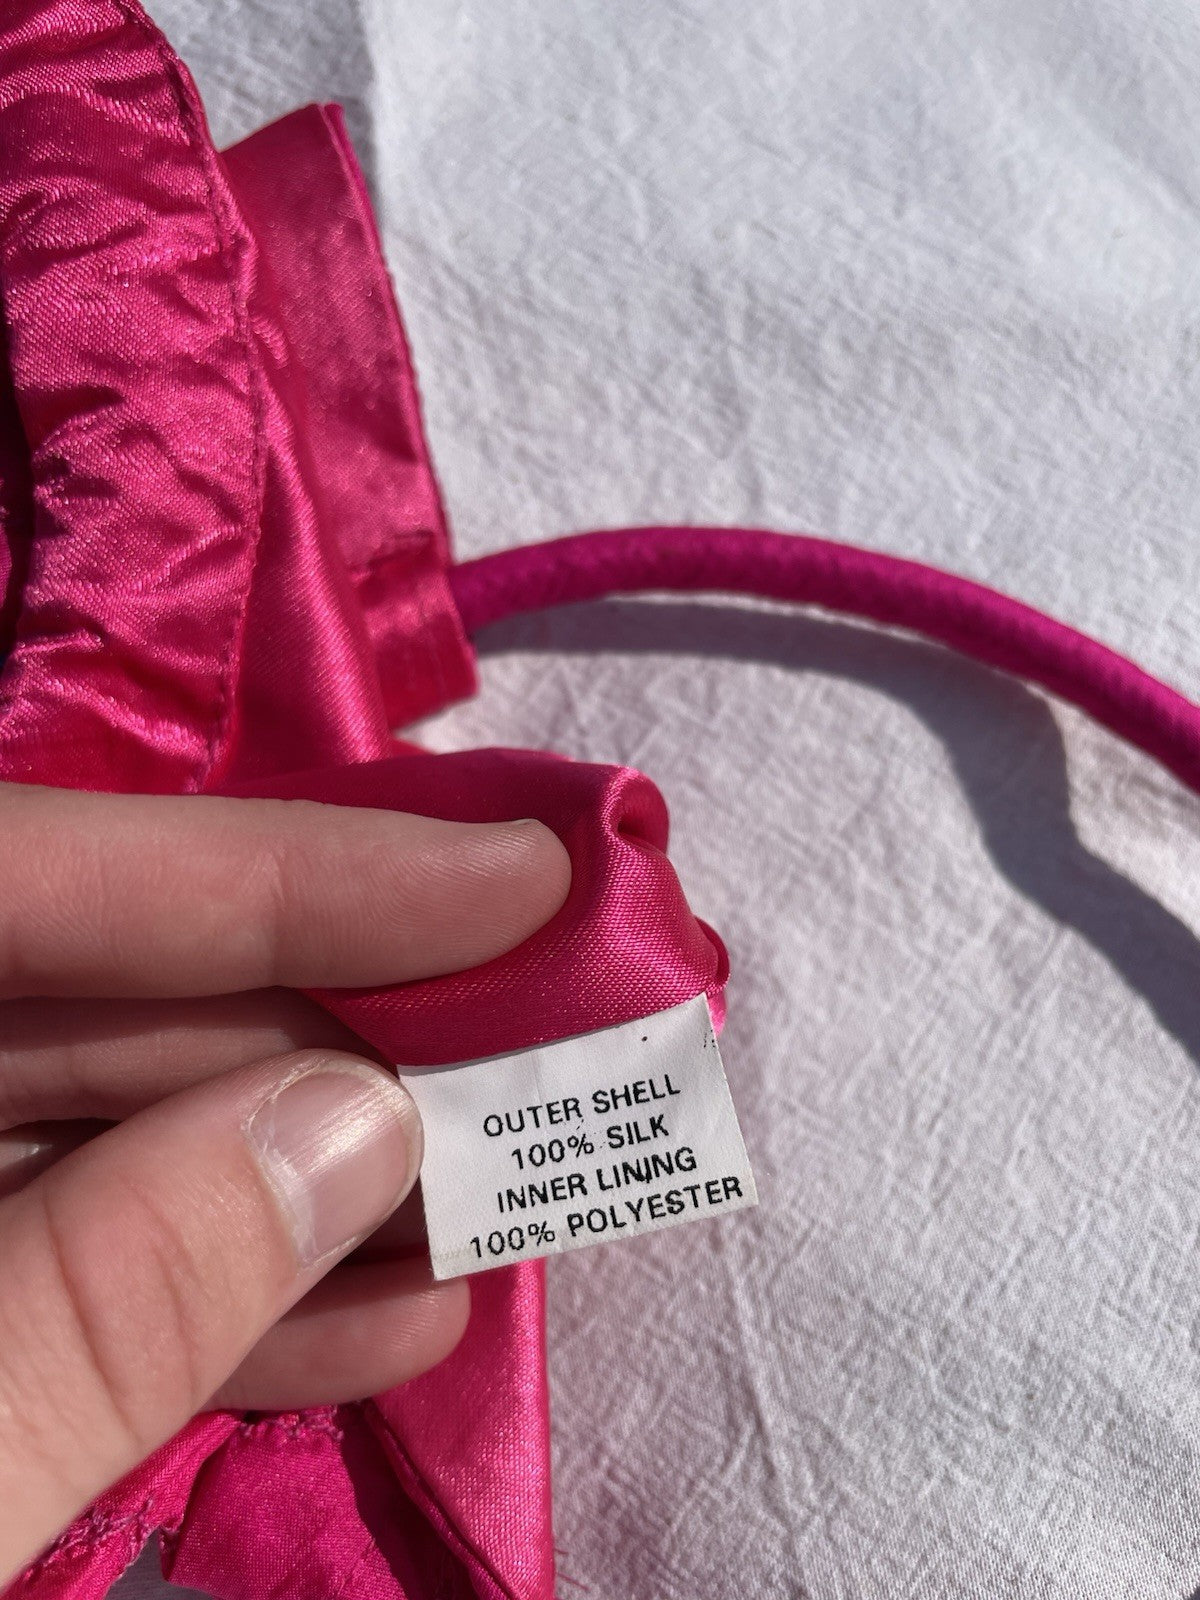 OUTER SHELL
100% SILK
INNER LINING
100% POLYESTER